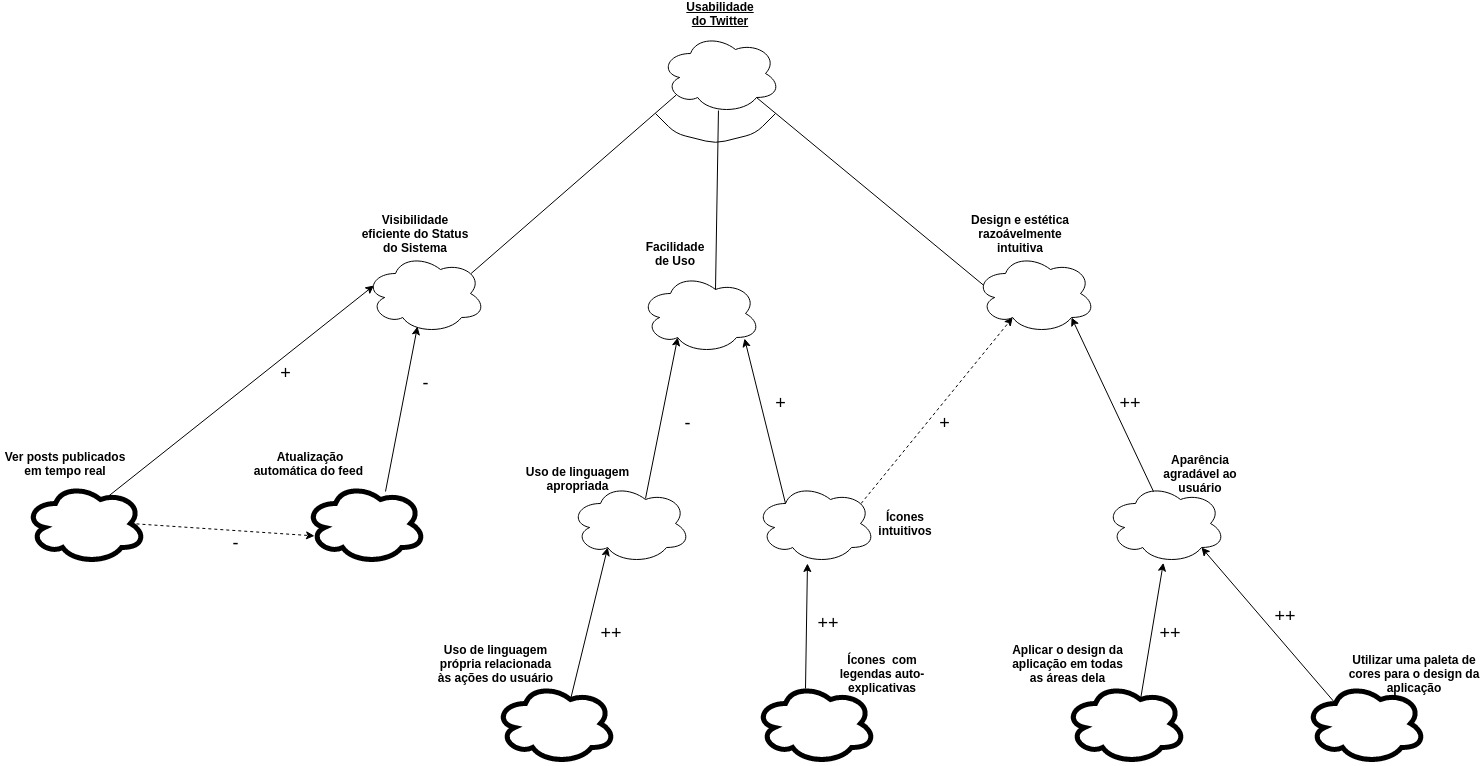 Usabilidade
do Twitter
Visibilidade
eficiente do Status
do Sistema
Facilidade
de Uso
Design e estética
razoávelmente
intuitiva
+
-
-
+
+
++
Ver posts publicados
em tempo real
Atualização
automática do feed
Uso de linguagem
apropriada
Ícones
intuitivos
Aparência
agradável ao
usuário
-
++
++
++
++
Uso de linguagem
própria relacionada
às ações do usuário
Ícones  com
legendas auto-
explicativas
Aplicar o design da
aplicação em todas
as áreas dela
Utilizar uma paleta de
cores para o design da
aplicação